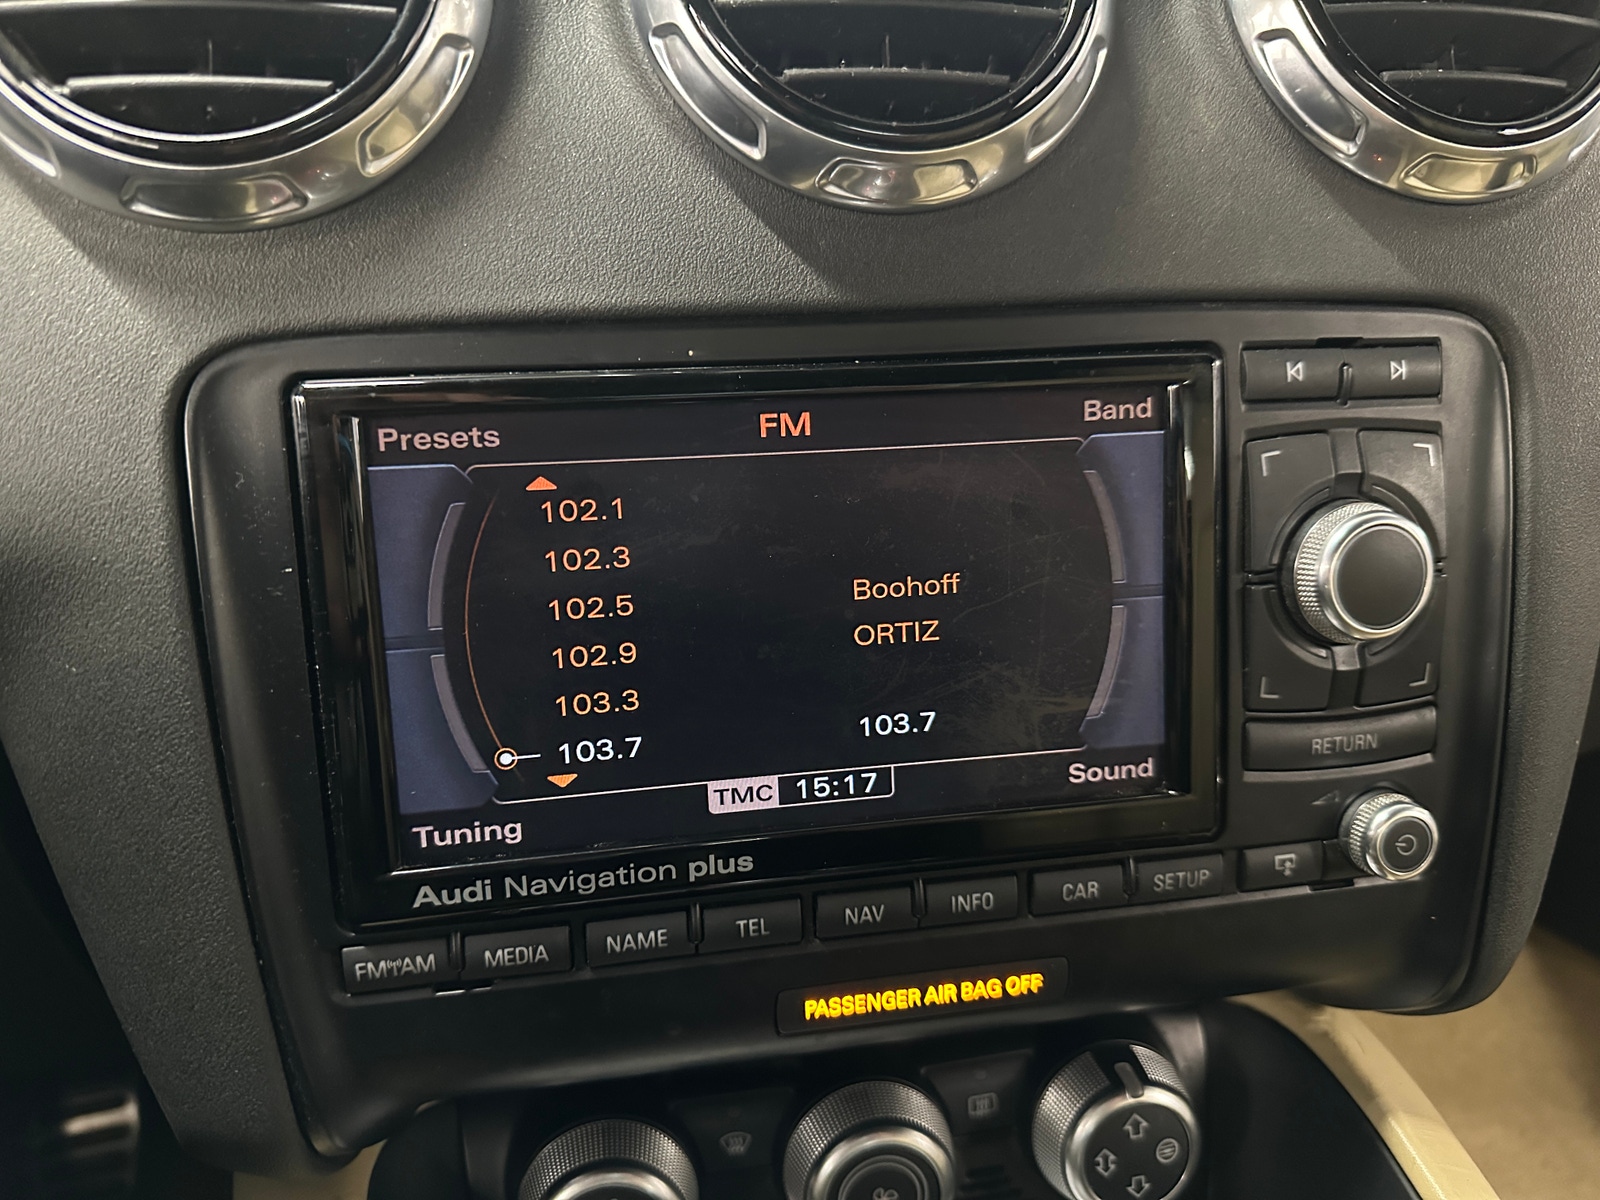 Presets FM Band
102.1
102.3
102.5
102.9
103.3
103.7
Boohoff
ORTIZ
103.7
TMC 15:17
Tuning
Sound
Audi Navigation plus
RETURN
FM AM MEDIA NAME TEL NAV INFO CAR SETUP
PASSENGER AIR BAG OFF